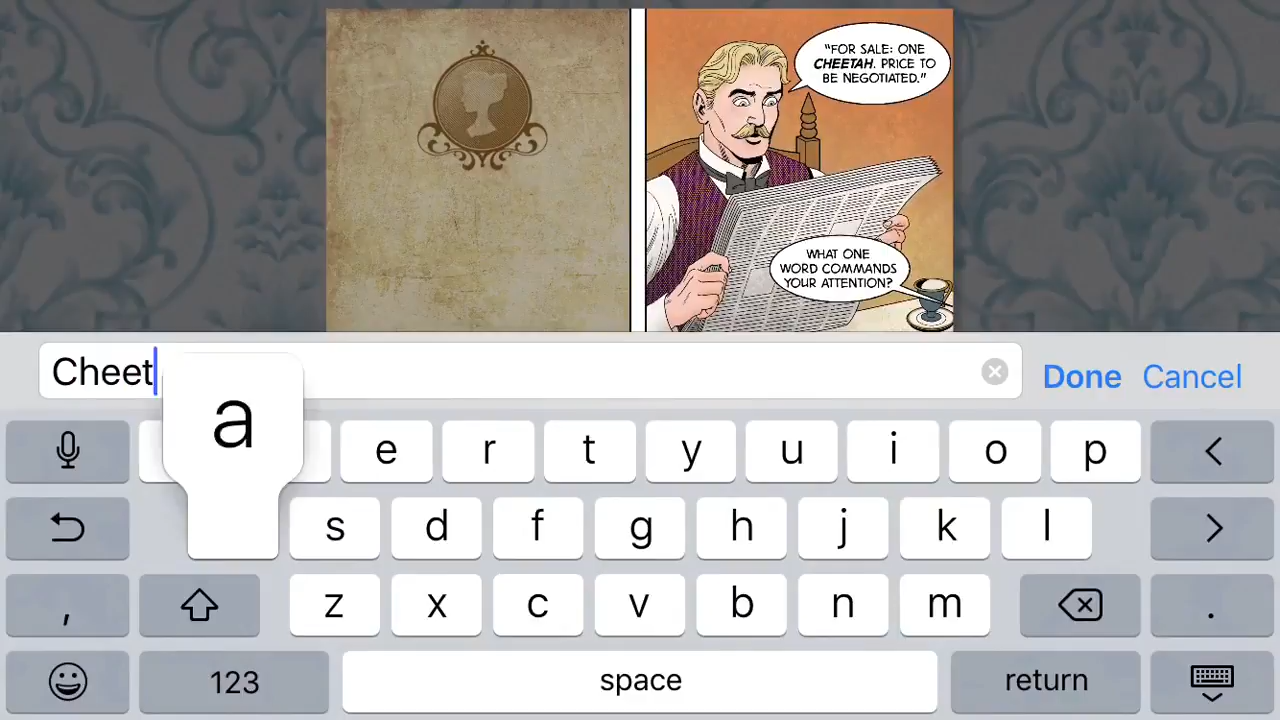 "FOR SALE: ONE
CHEETAH. PRICE TO
BE NEGOTIATED."
WHAT ONE
WORD COMMANDS
YOUR ATTENTION?
Cheet
Done Cancel
a
e r t y u i o p
s d f g h j k l
, z x c v b n m .
123 space return